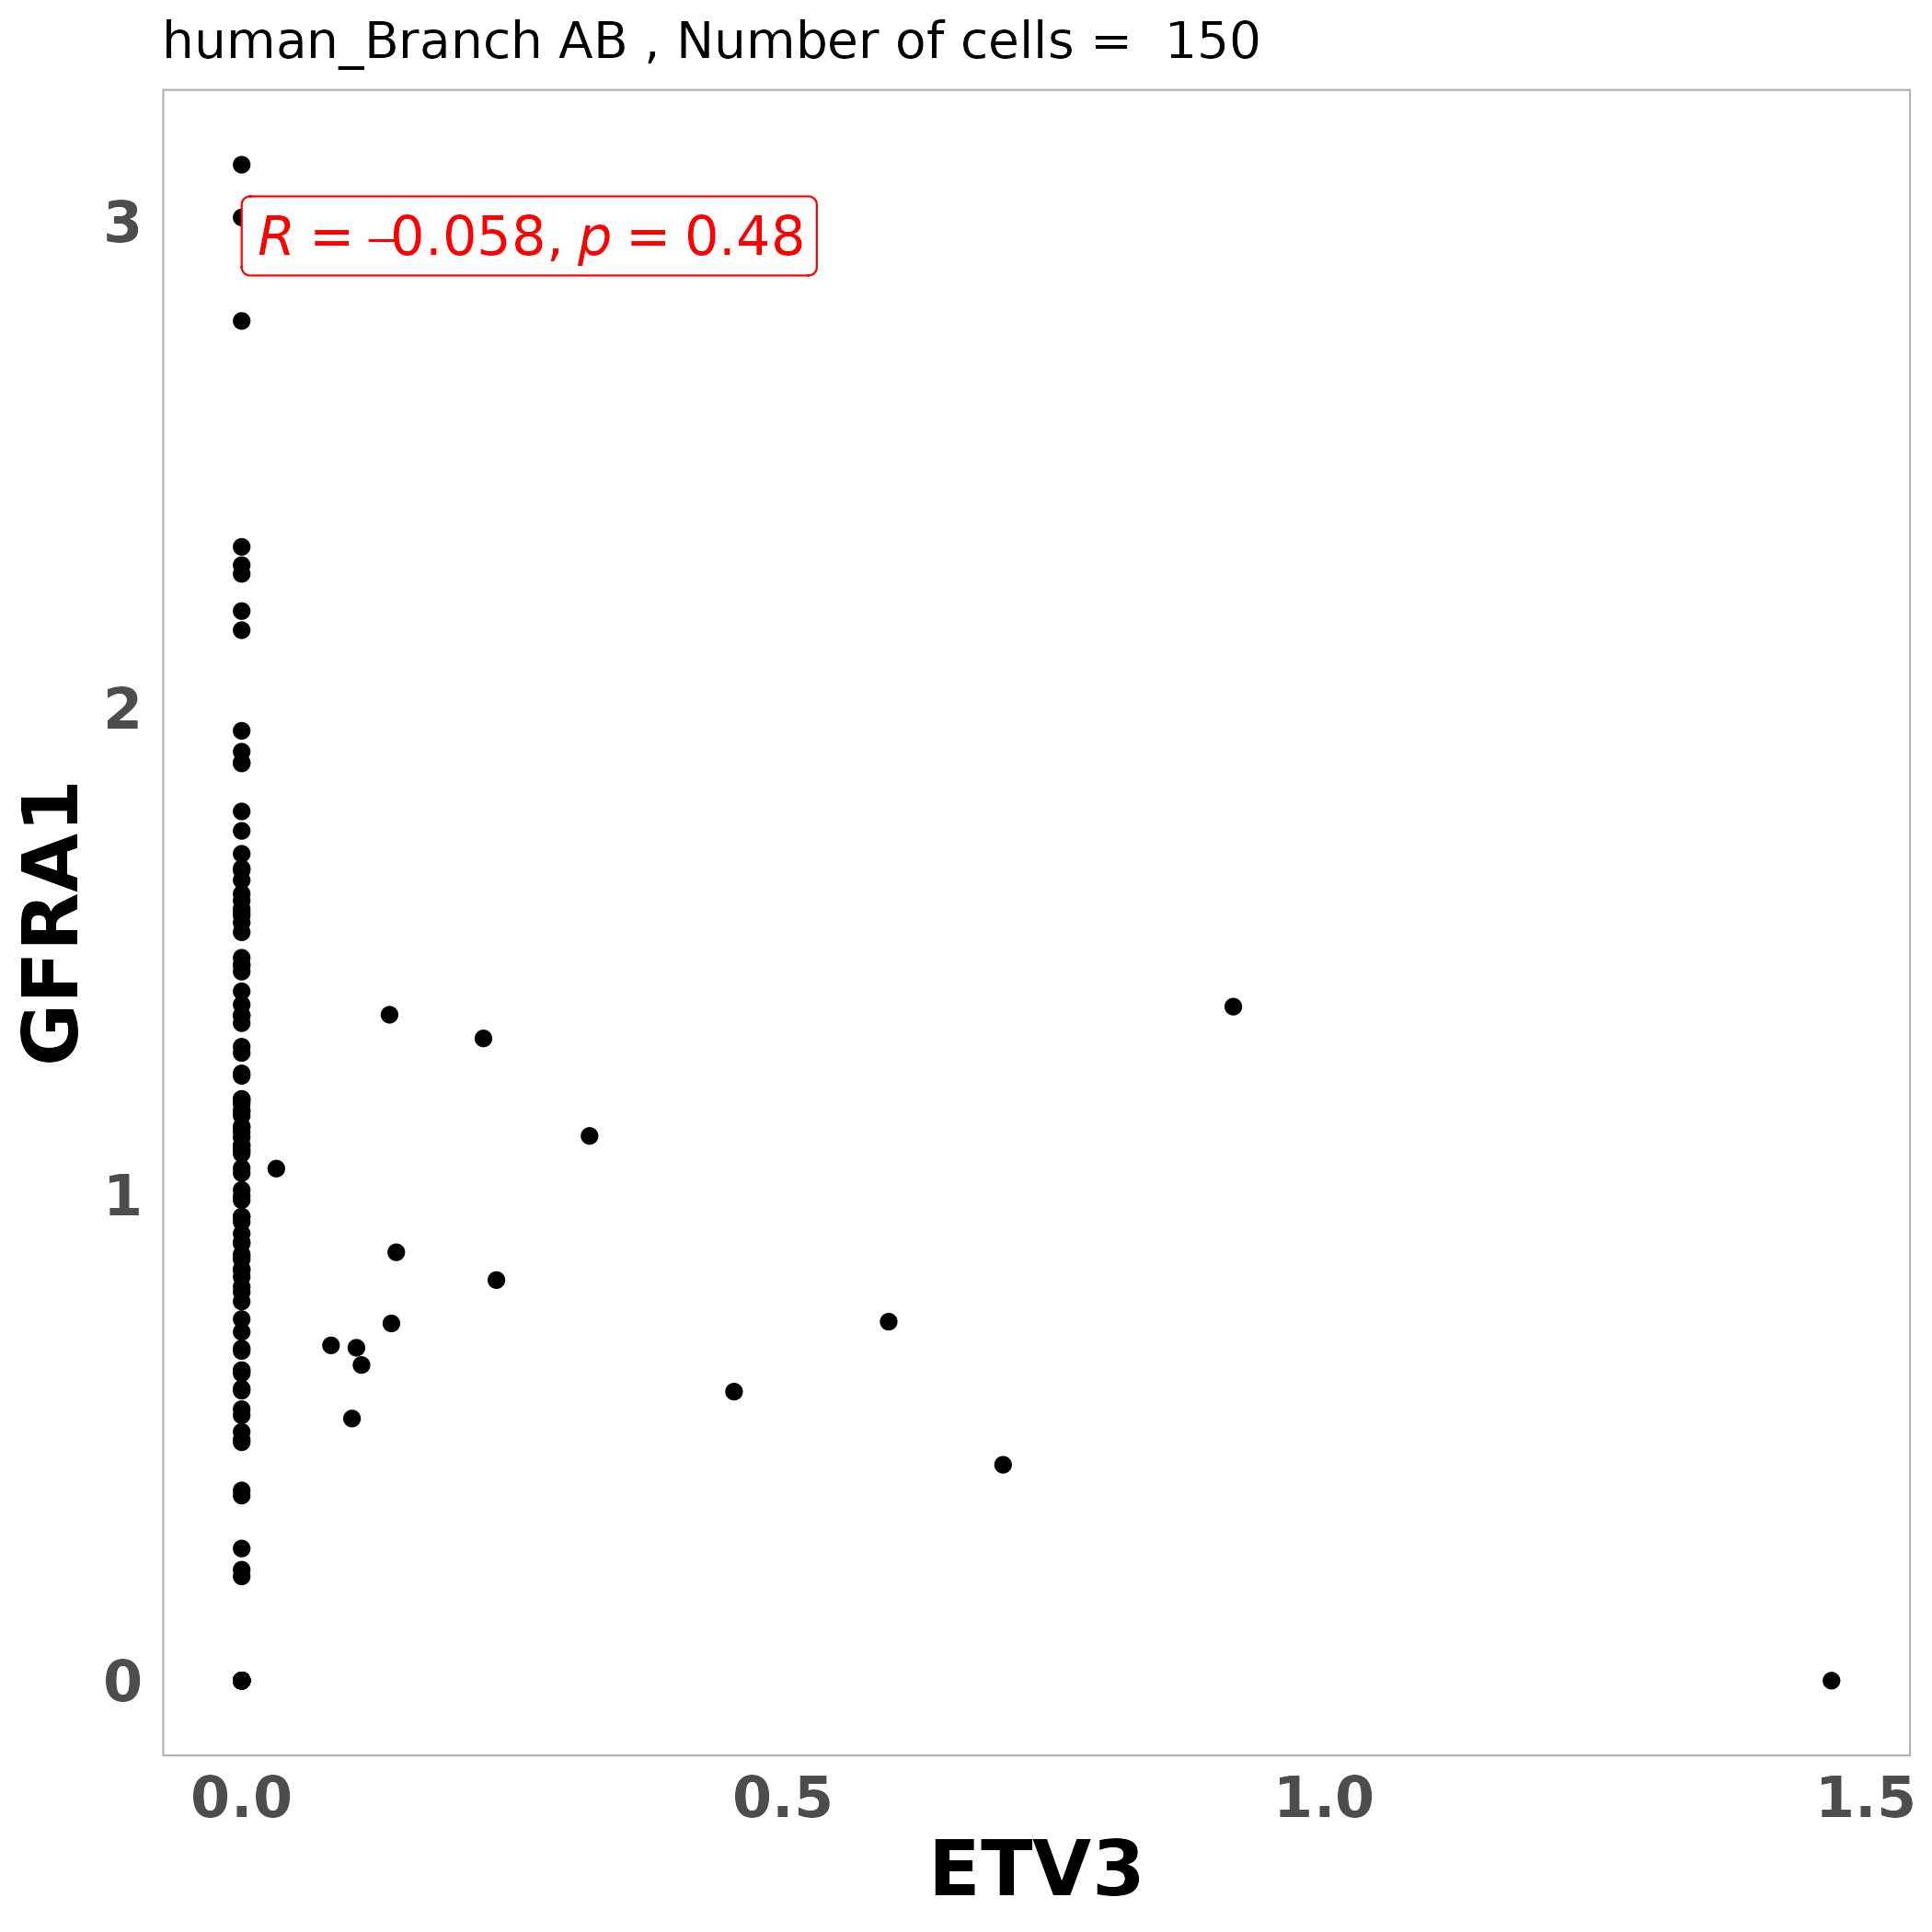 human_Branch AB , Number of cells =  150
R = –0.058, p = 0.48
3
2
1
0
GFRA1
0.0 0.5 1.0 1.5
ETV3